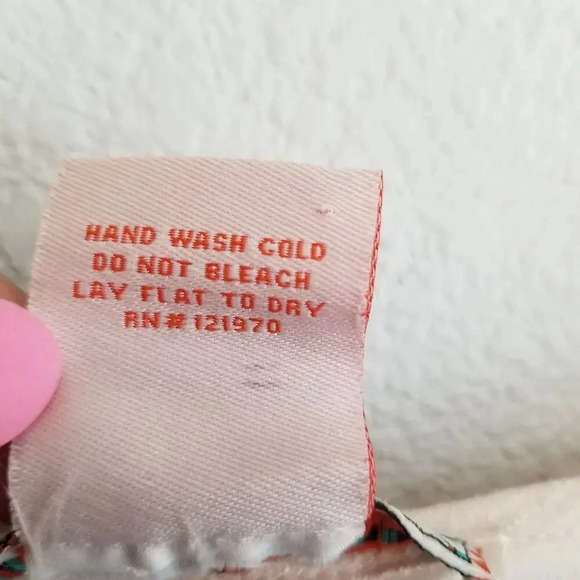 HAND WASH COLD
DO NOT BLEACH
LAY FLAT TO DRY
RN# 121970